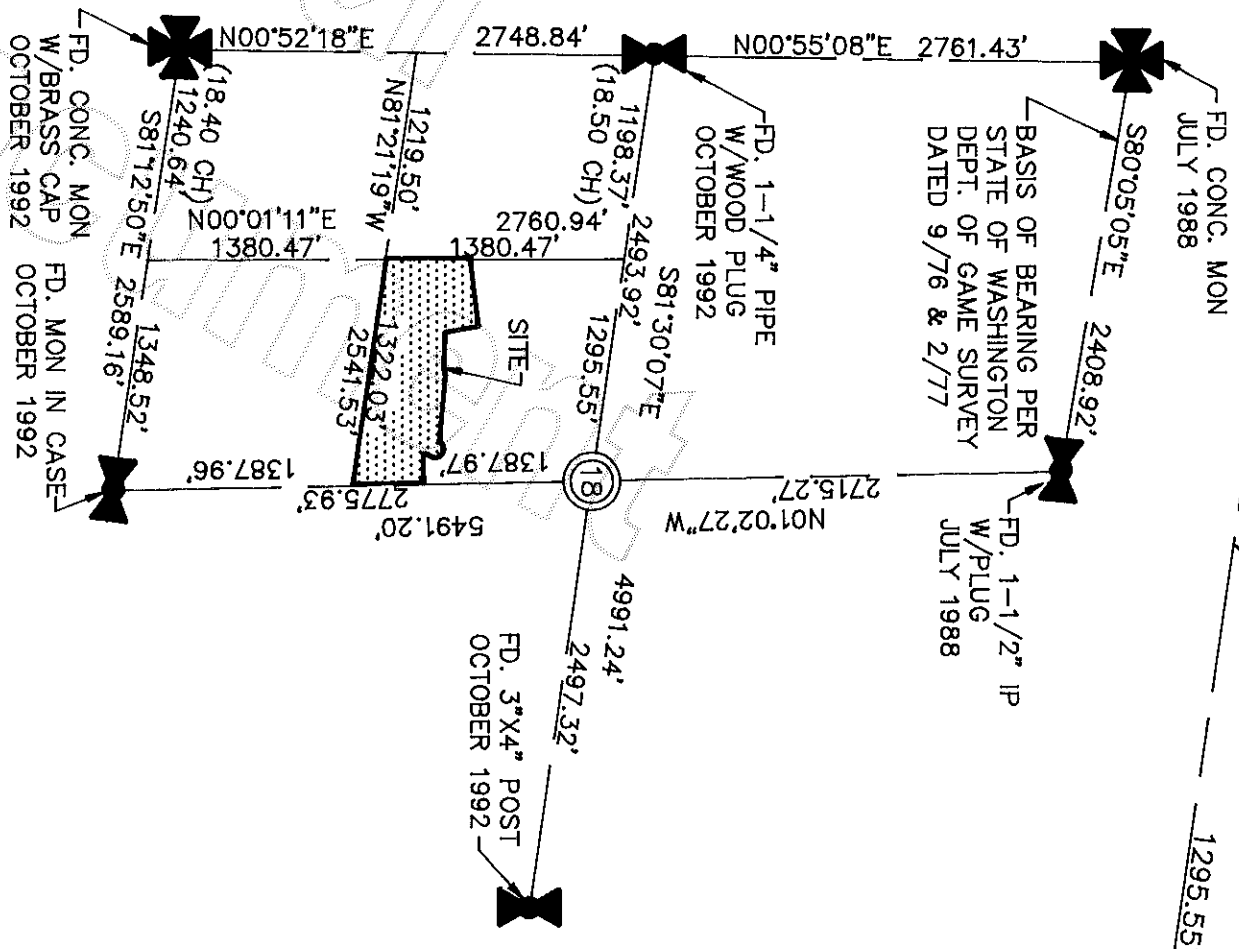 FD. CONC. MON
JULY 1988
BASIS OF BEARING PER
STATE OF WASHINGTON
DEPT. OF GAME SURVEY
DATED 9/76 & 2/77
S80°05'05"E 2408.92'
FD. 1-1/2" IP
W/PLUG
JULY 1988
1295.55
N00°55'08"E 2761.43'
FD. 1-1/4" PIPE
W/WOOD PLUG
OCTOBER 1992
1198.37'
(18.50 CH)
2493.92'
S81°30'07"E
1295.55'
18
2715.27'
N01°02'27"W
4991.24'
2497.32'
FD. 3"X4" POST
OCTOBER 1992
N00°52'18"E 2748.84'
1219.50'
N81°21'19"W
N00°01'11"E
1380.47'
2760.94'
1380.47'
SITE
1322.03'
2541.53'
1387.97'
2775.93'
1387.96'
5491.20'
(18.40 CH)
1240.64'
S81°12'50"E 2589.16'
1348.52'
FD. CONC. MON
W/BRASS CAP
OCTOBER 1992
FD. MON IN CASE
OCTOBER 1992